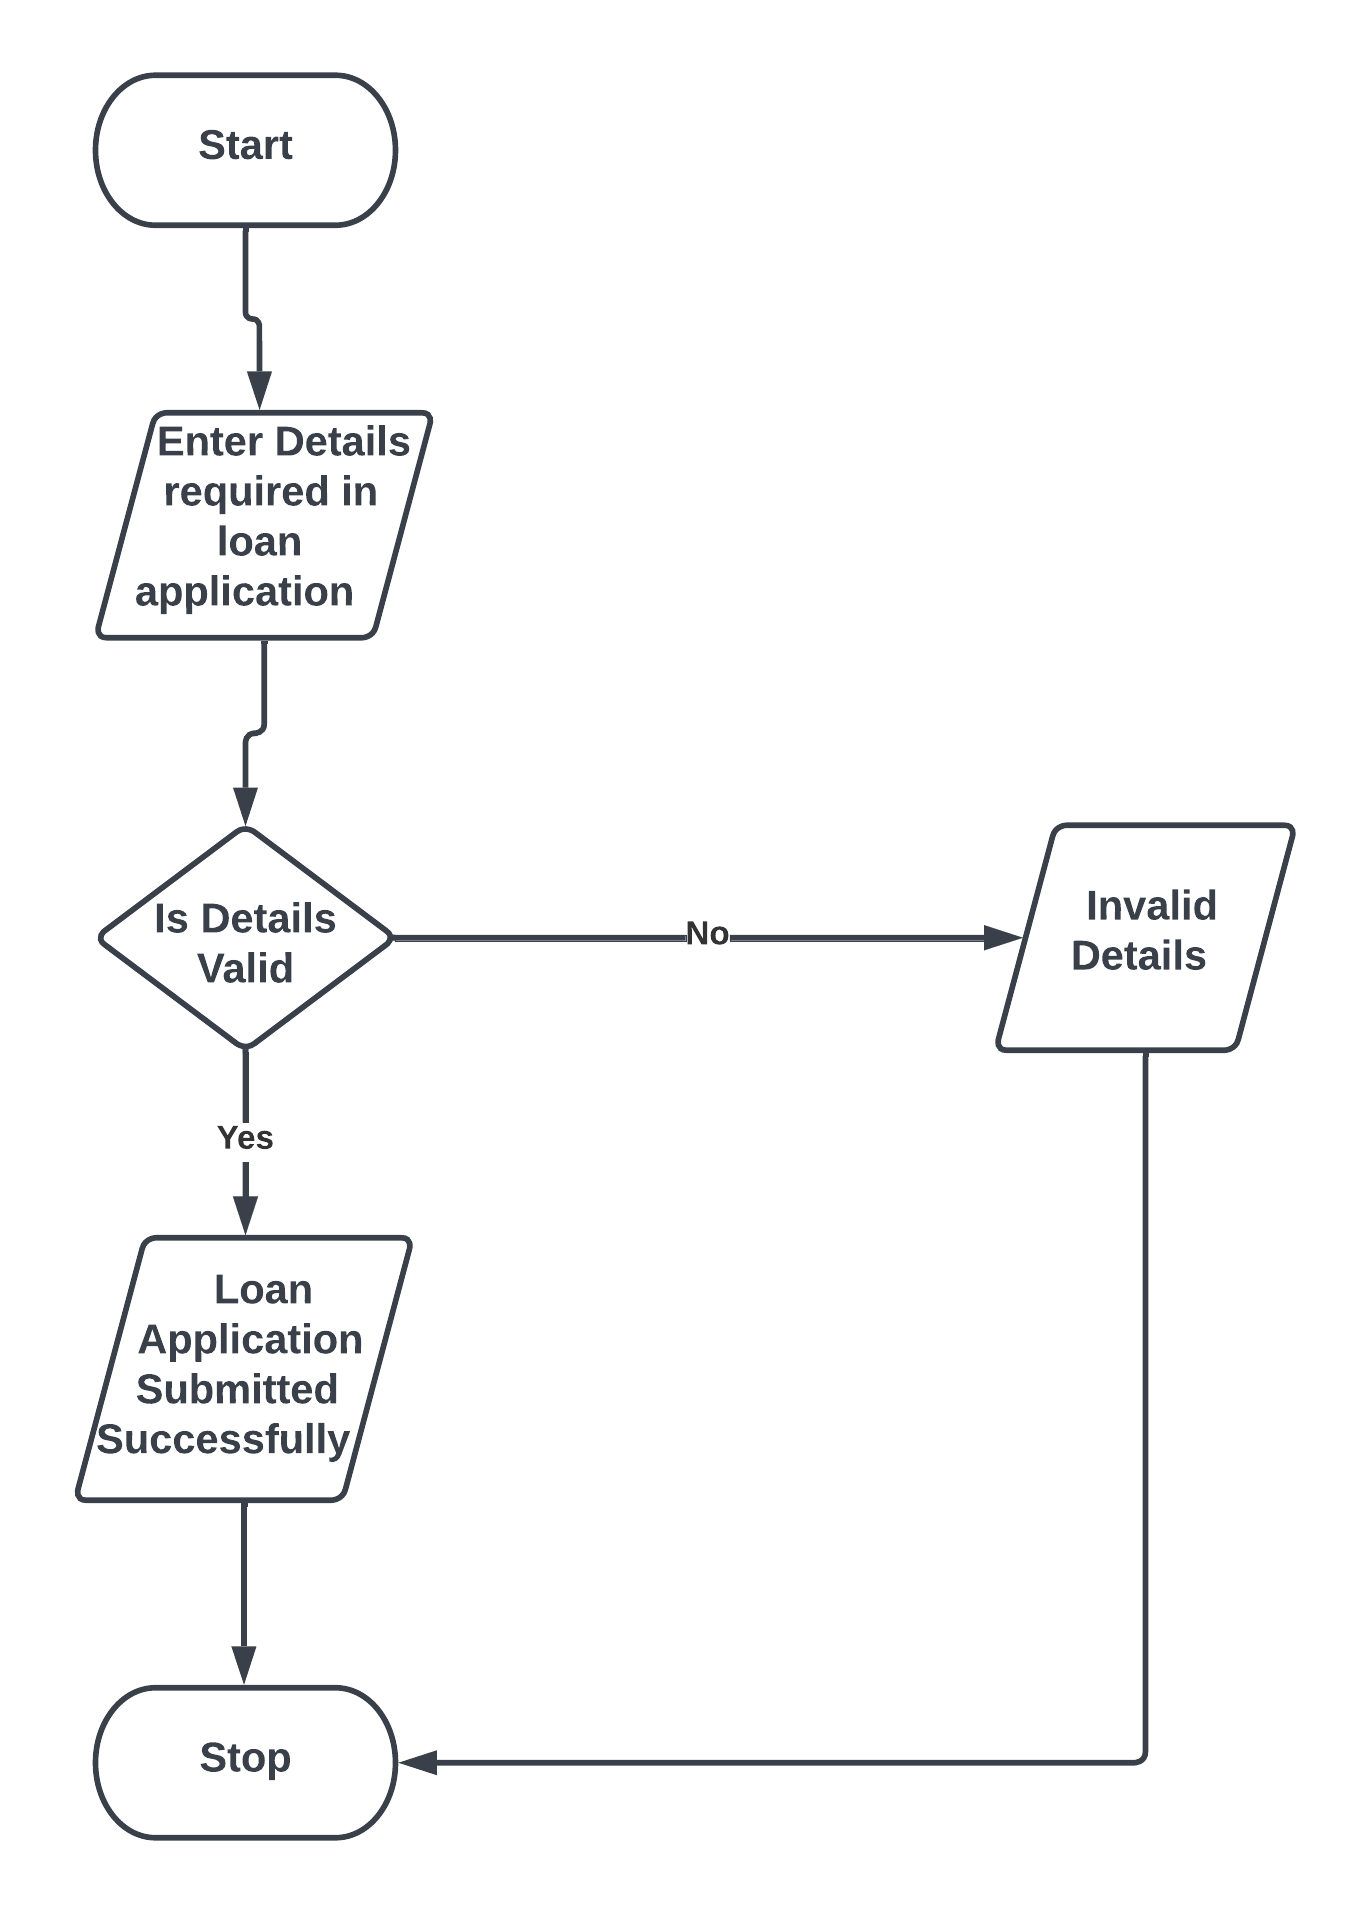 Start
Enter Details
required in
loan
application
Is Details
Valid
No
Invalid
Details
Yes
Loan
Application
Submitted
Successfully
Stop